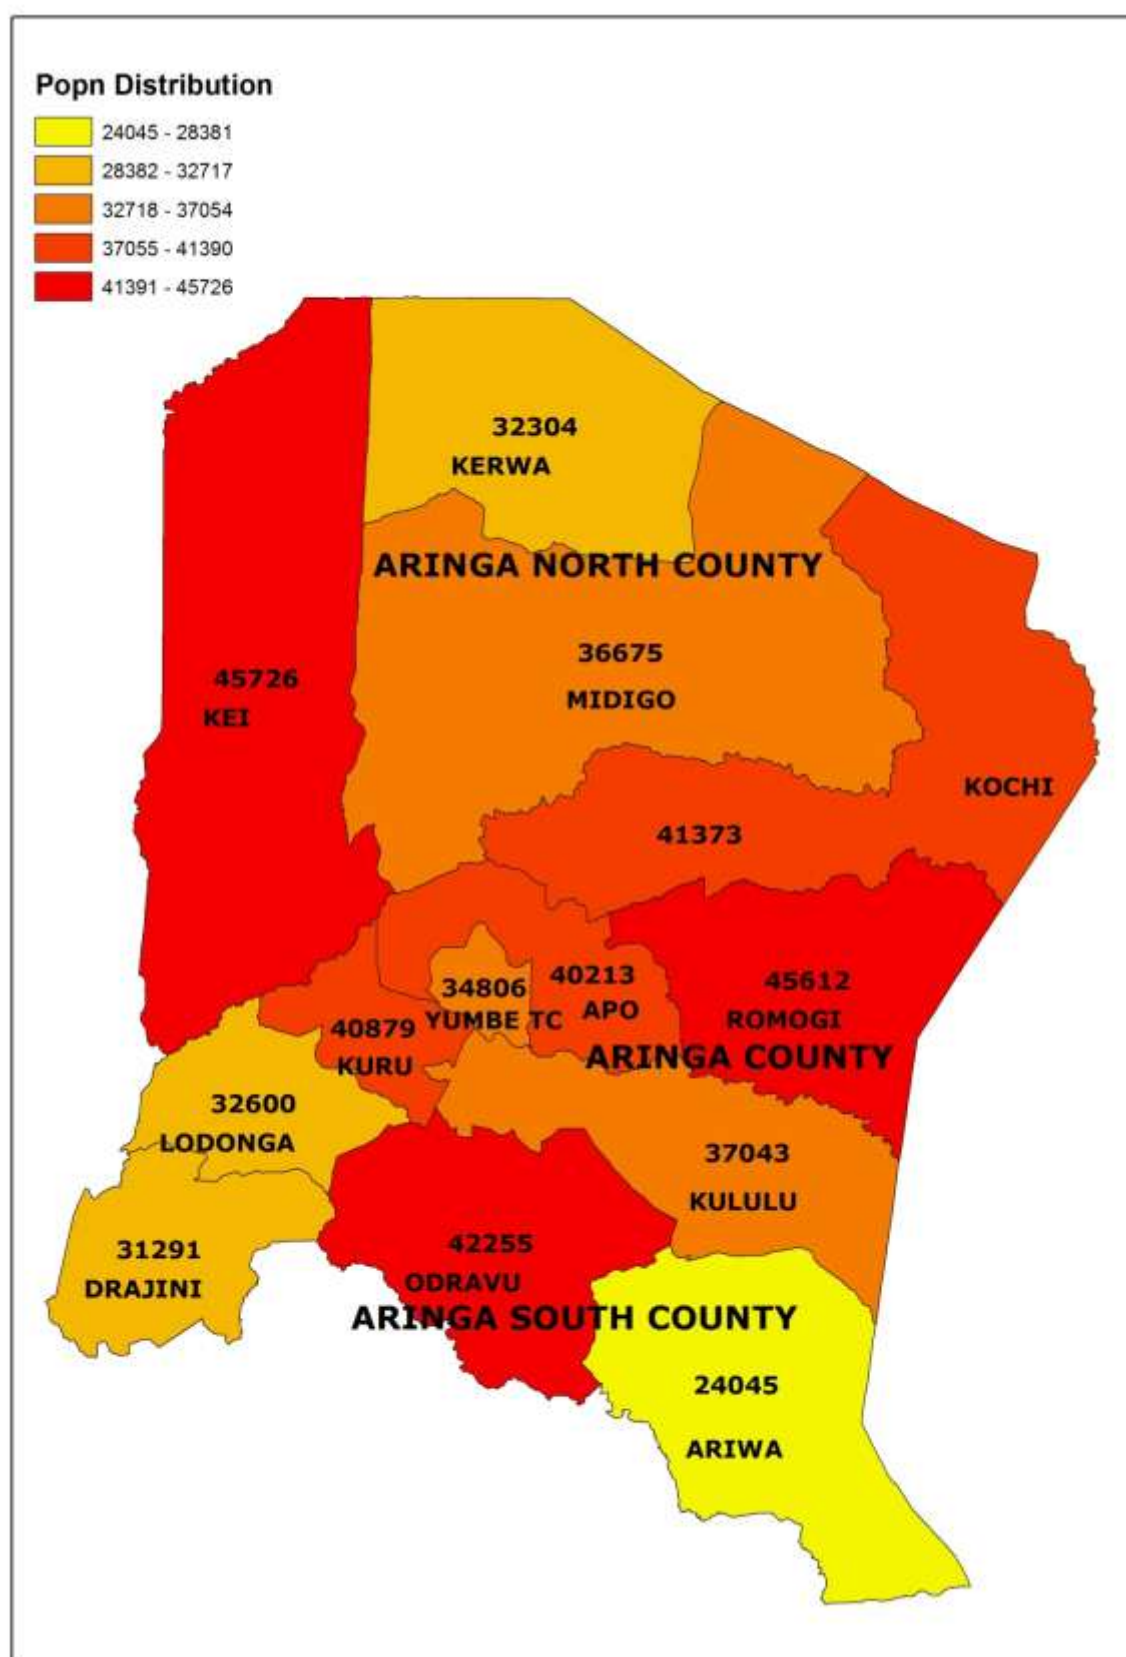 Popn Distribution
24045 - 28381
28382 - 32717
32718 - 37054
37055 - 41390
41391 - 45726
32304
KERWA
ARINGA NORTH COUNTY
36675
MIDIGO
45726
KEI
KOCHI
41373
40213
APO
34806
YUMBE TC
45612
ROMOGI
40879
KURU
ARINGA COUNTY
32600
LODONGA
37043
KULULU
31291
DRAJINI
42255
ODRAVU
ARINGA SOUTH COUNTY
24045
ARIWA